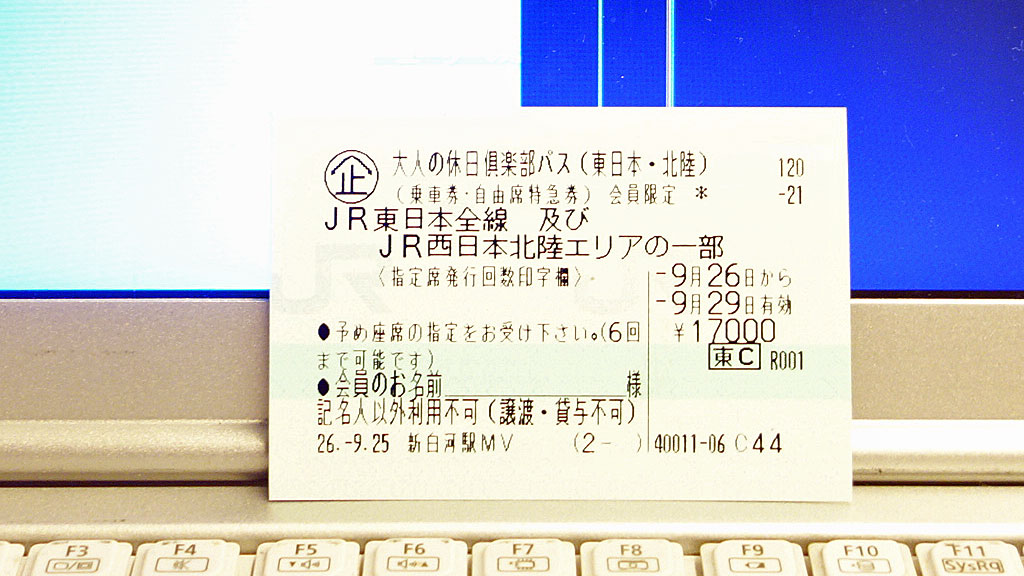 企 大人の休日倶楽部パス(東日本・北陸) 120
(乗車券・自由席特急券) 会員限定 * -21
JR東日本全線 及び
JR西日本北陸エリアの一部
〈指定席発行回数印字欄〉 -9月26日から
-9月29日有効
●予め座席の指定をお受け下さい。(6回 ¥17000
まで可能です) 東C R001
●会員のお名前 様
記名人以外利用不可(譲渡・貸与不可)
26.-9.25 新白河駅MV (2- ) 40011-06 C44
F3 F4 F5 F6 F7 F8 F9 F10 F11
SysRq